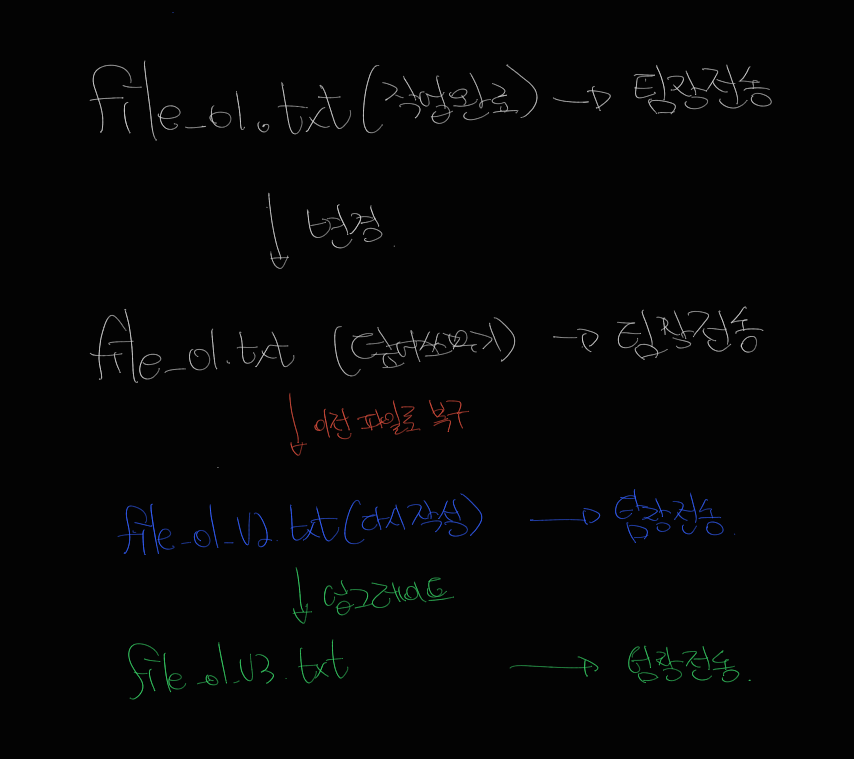 file_01.txt (작업완료) → 팀장전송
↓ 변경.
file_01.txt (덮어쓰기) → 팀장전송
↓ 이전 파일로 복구
file_01_V2.txt (다시작성) → 팀장전송.
↓ 업그레이드
file_01_V3.txt → 팀장전송.